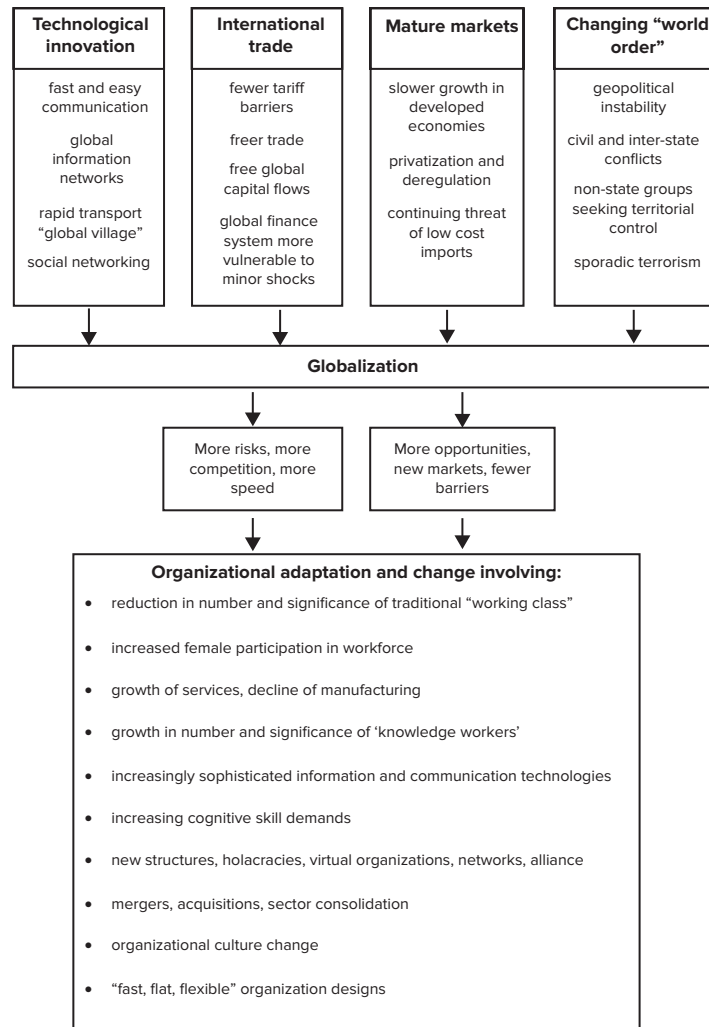 Technological
innovation
fast and easy
communication
global
information
networks
rapid transport
“global village”
social networking
International
trade
fewer tariff
barriers
freer trade
free global
capital flows
global finance
system more
vulnerable to
minor shocks
Mature markets
slower growth in
developed
economies
privatization and
deregulation
continuing threat
of low cost
imports
Changing “world
order”
geopolitical
instability
civil and inter-state
conflicts
non-state groups
seeking territorial
control
sporadic terrorism
Globalization
More risks, more
competition, more
speed
More opportunities,
new markets, fewer
barriers
Organizational adaptation and change involving:
• reduction in number and significance of traditional “working class”
• increased female participation in workforce
• growth of services, decline of manufacturing
• growth in number and significance of ‘knowledge workers’
• increasingly sophisticated information and communication technologies
• increasing cognitive skill demands
• new structures, holacracies, virtual organizations, networks, alliance
• mergers, acquisitions, sector consolidation
• organizational culture change
• “fast, flat, flexible” organization designs